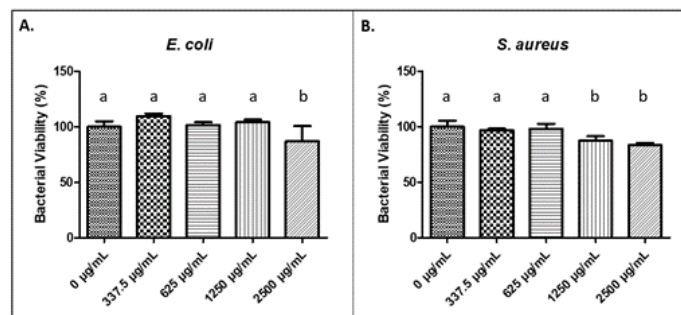 A.
E. coli
Bacterial Viability (%)
150
100
50
0
a a a a b
0 µg/mL
337.5 µg/mL
625 µg/mL
1250 µg/mL
2500 µg/mL
B.
S. aureus
Bacterial Viability (%)
150
100
50
0
a a a b b
0 µg/mL
337.5 µg/mL
625 µg/mL
1250 µg/mL
2500 µg/mL